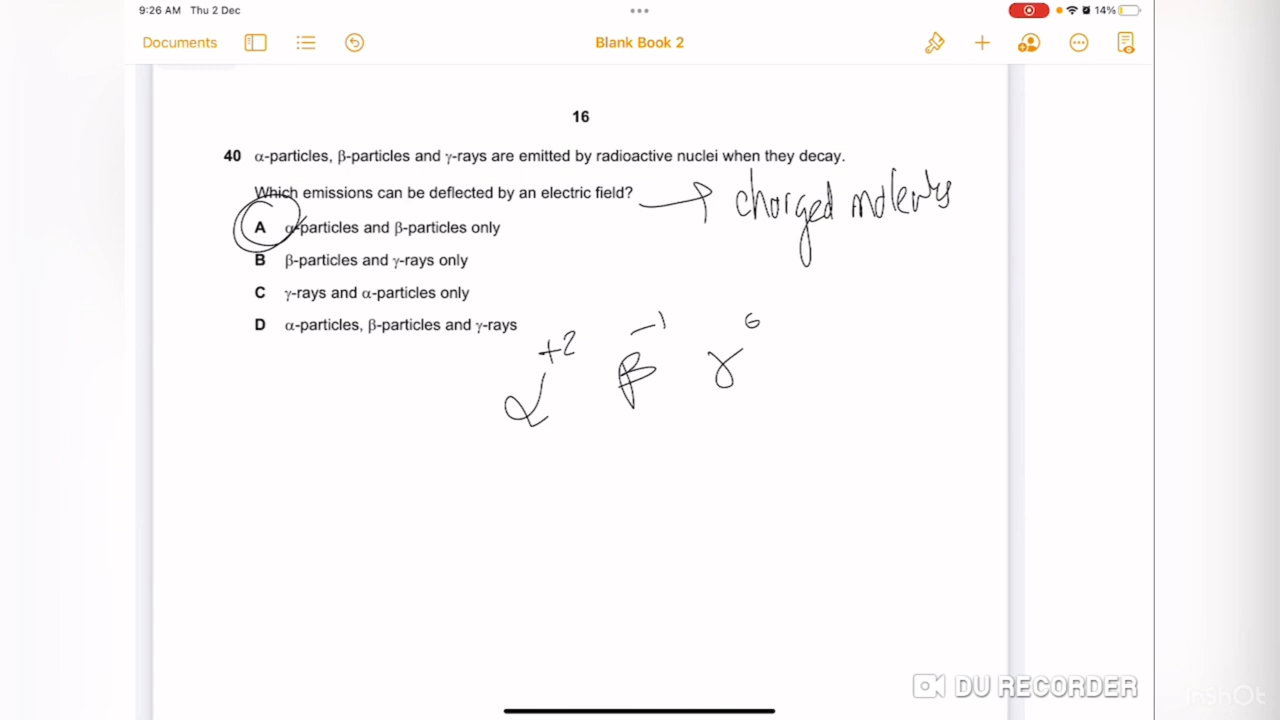 9:26 AM Thu 2 Dec
14%
Documents
Blank Book 2
16
40 α-particles, β-particles and γ-rays are emitted by radioactive nuclei when they decay.
Which emissions can be deflected by an electric field?
charged molecules
A α-particles and β-particles only
B β-particles and γ-rays only
C γ-rays and α-particles only
D α-particles, β-particles and γ-rays
+2 -1 0
α β γ
DU RECORDER
InShOt